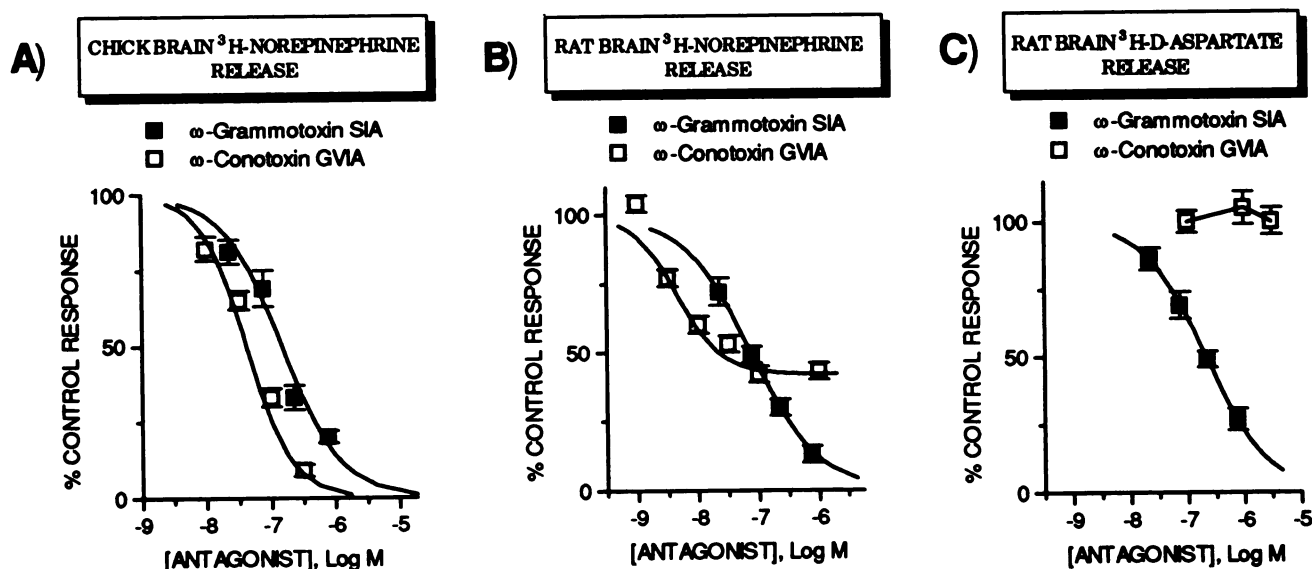 A)
CHICK BRAIN ³H-NOREPINEPHRINE
RELEASE
■ ω-Grammotoxin SIA
□ ω-Conotoxin GVIA
% CONTROL RESPONSE
100
50
0
-9 -8 -7 -6 -5
[ANTAGONIST], Log M
B)
RAT BRAIN ³H-NOREPINEPHRINE
RELEASE
■ ω-Grammotoxin SIA
□ ω-Conotoxin GVIA
% CONTROL RESPONSE
100
50
0
-9 -8 -7 -6
[ANTAGONIST], Log M
C)
RAT BRAIN ³H-D-ASPARTATE
RELEASE
■ ω-Grammotoxin SIA
□ ω-Conotoxin GVIA
% CONTROL RESPONSE
100
50
0
-9 -8 -7 -6 -5
[ANTAGONIST], Log M